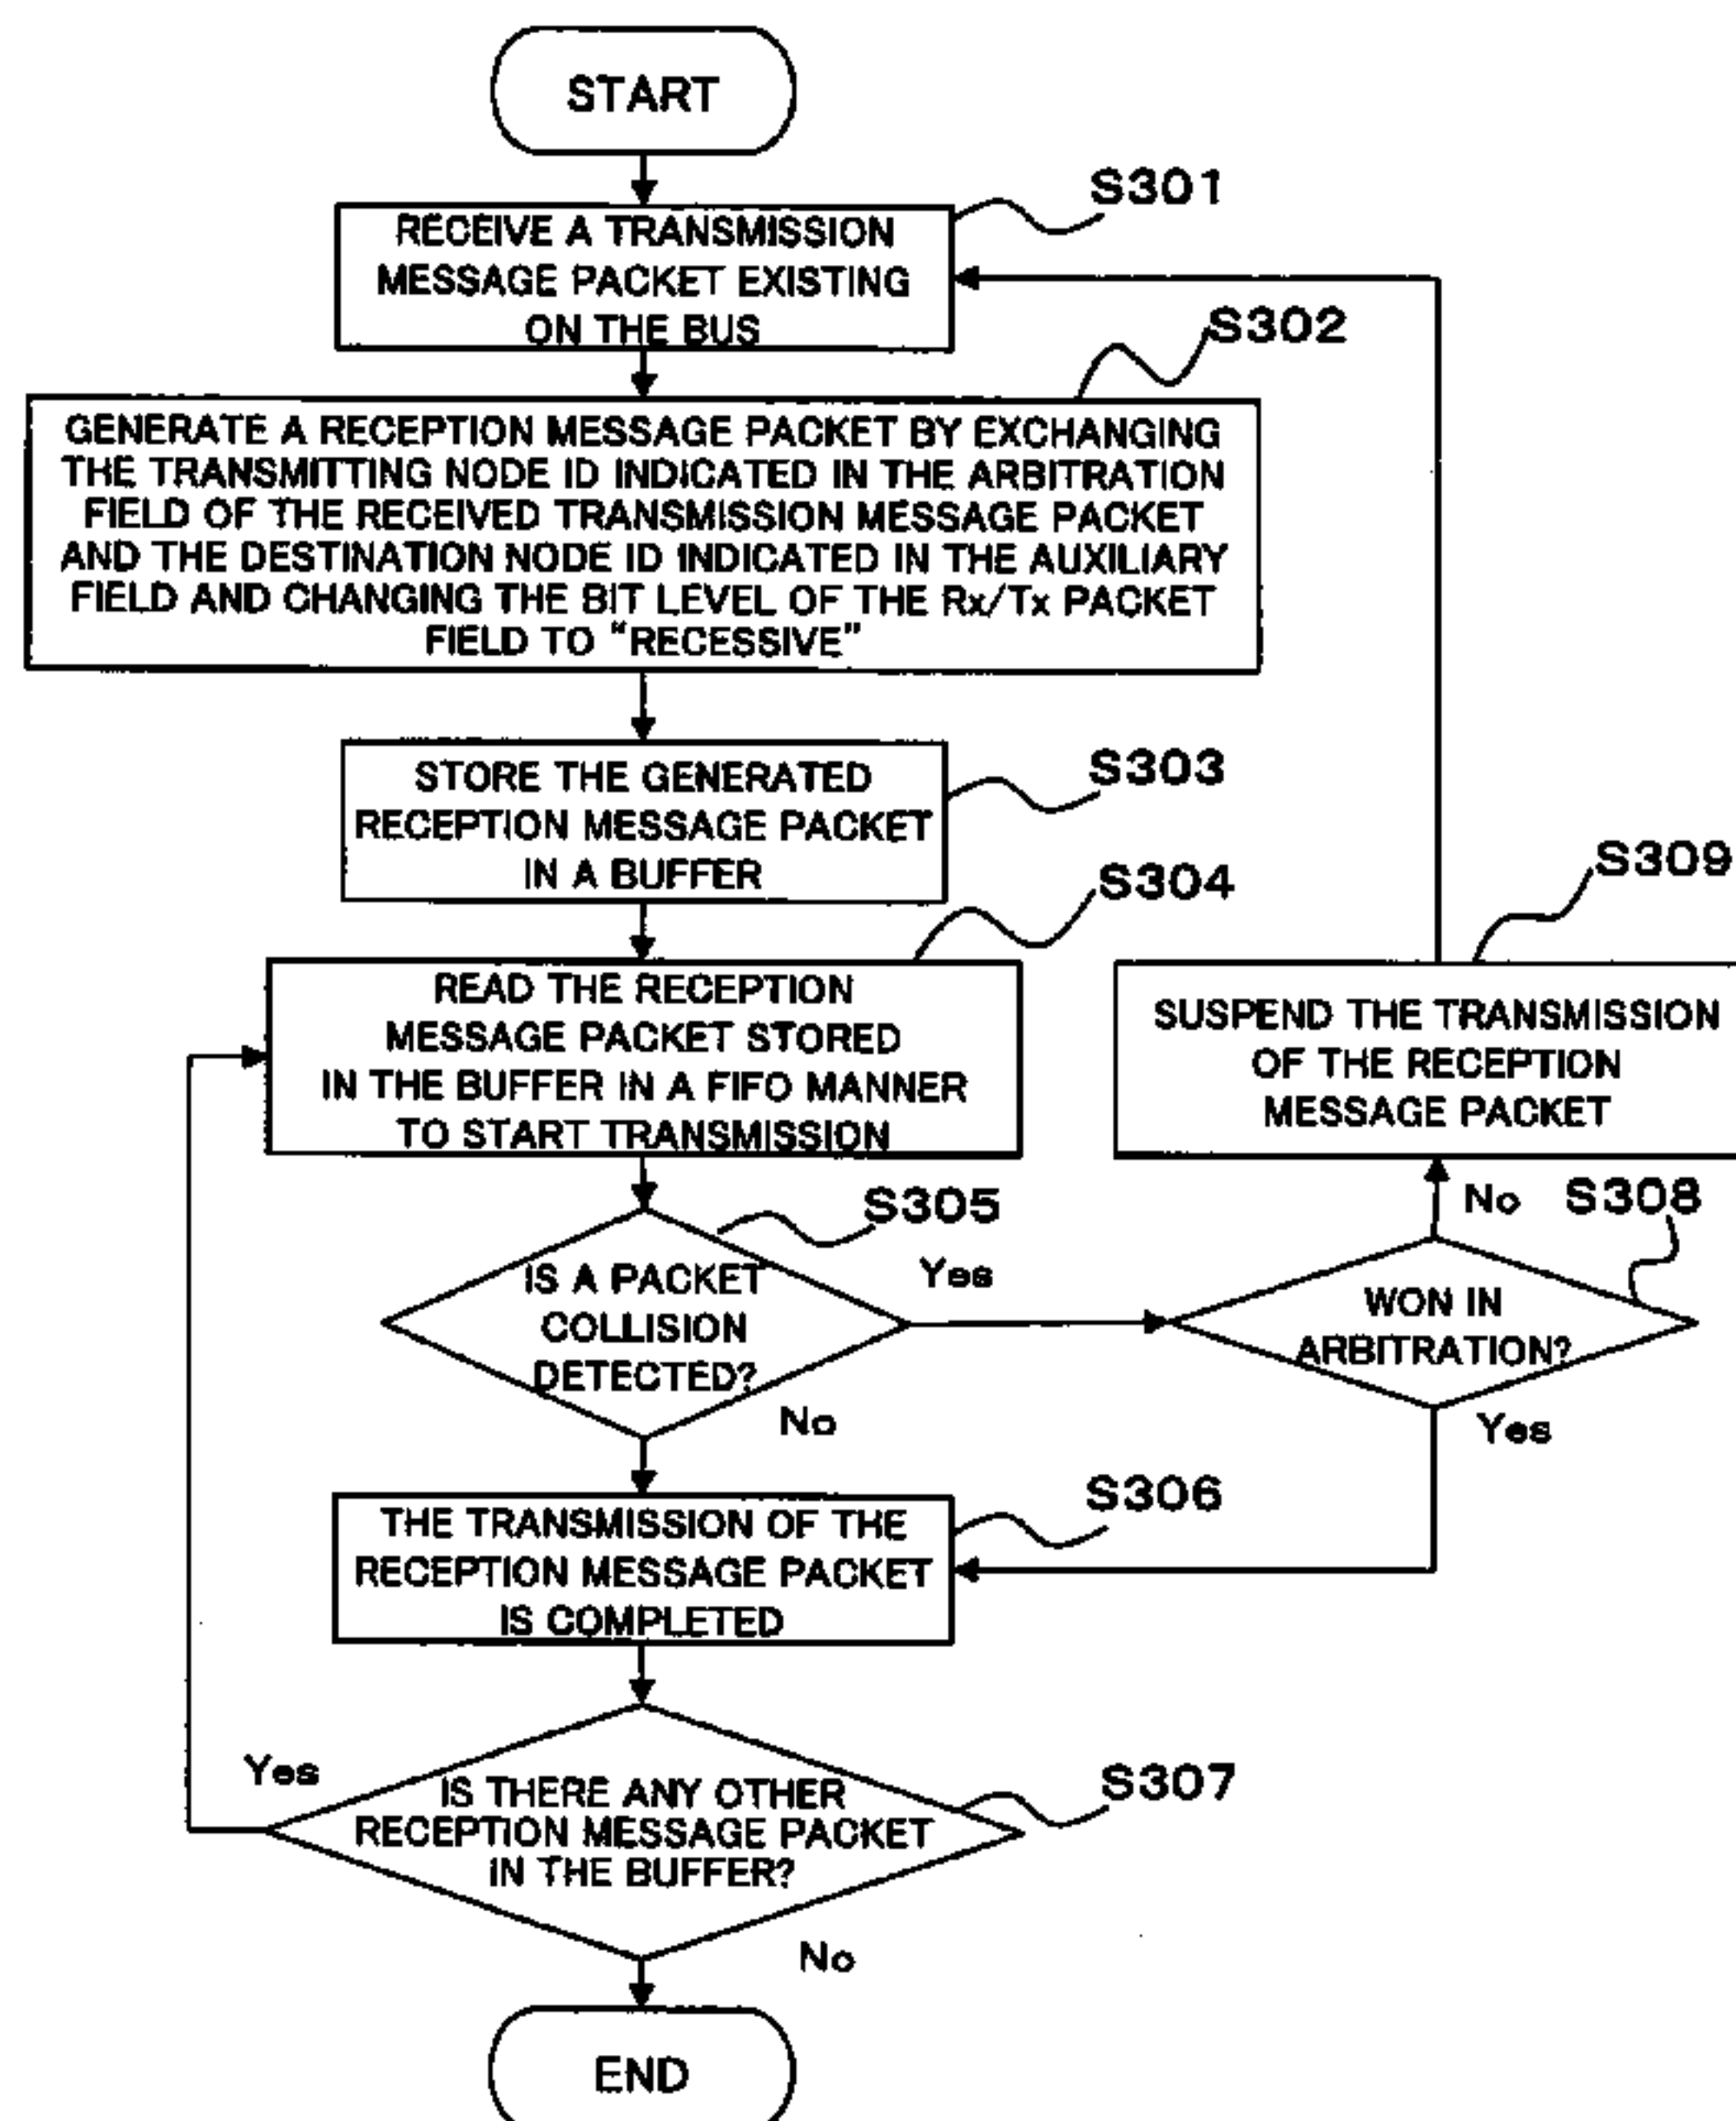 START
S301
RECEIVE A TRANSMISSION
MESSAGE PACKET EXISTING
ON THE BUS
S302
GENERATE A RECEPTION MESSAGE PACKET BY EXCHANGING
THE TRANSMITTING NODE ID INDICATED IN THE ARBITRATION
FIELD OF THE RECEIVED TRANSMISSION MESSAGE PACKET
AND THE DESTINATION NODE ID INDICATED IN THE AUXILIARY
FIELD AND CHANGING THE BIT LEVEL OF THE Rx/Tx PACKET
FIELD TO "RECESSIVE"
S303
STORE THE GENERATED
RECEPTION MESSAGE PACKET
IN A BUFFER
S304
READ THE RECEPTION
MESSAGE PACKET STORED
IN THE BUFFER IN A FIFO MANNER
TO START TRANSMISSION
S309
SUSPEND THE TRANSMISSION
OF THE RECEPTION
MESSAGE PACKET
S305
IS A PACKET
COLLISION
DETECTED?
Yes
No
No
S308
WON IN
ARBITRATION?
Yes
S306
THE TRANSMISSION OF THE
RECEPTION MESSAGE PACKET
IS COMPLETED
S307
Yes
IS THERE ANY OTHER
RECEPTION MESSAGE PACKET
IN THE BUFFER?
No
END